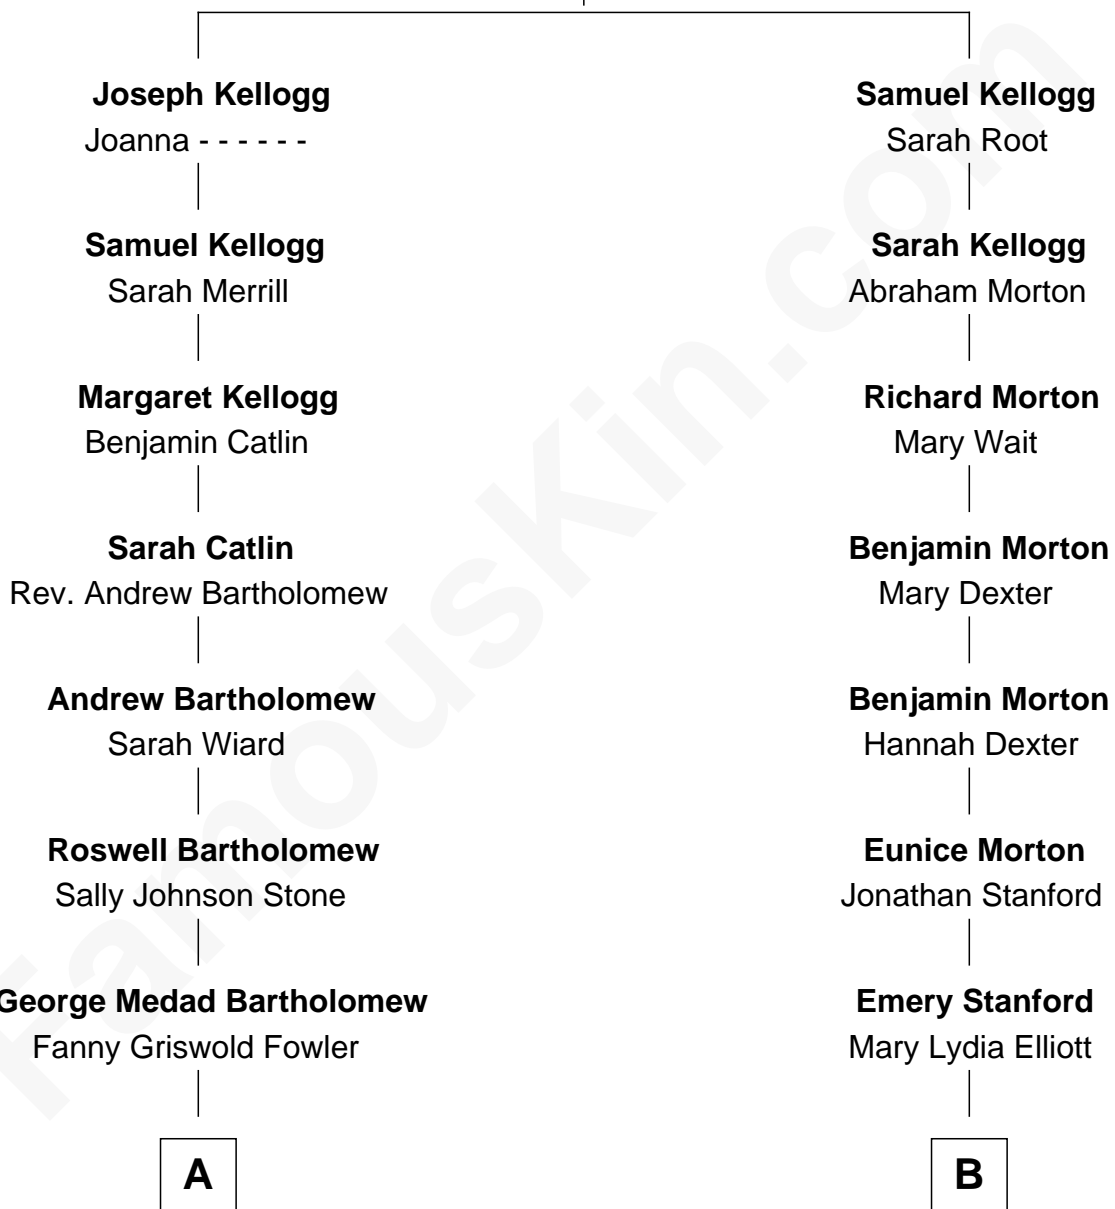 Joseph Kellogg
Joanna - - - - - -
Samuel Kellogg
Sarah Merrill
Margaret Kellogg
Benjamin Catlin
Sarah Catlin
Rev. Andrew Bartholomew
Andrew Bartholomew
Sarah Wiard
Roswell Bartholomew
Sally Johnson Stone
George Medad Bartholomew
Fanny Griswold Fowler
A
Samuel Kellogg
Sarah Root
Sarah Kellogg
Abraham Morton
Richard Morton
Mary Wait
Benjamin Morton
Mary Dexter
Benjamin Morton
Hannah Dexter
Eunice Morton
Jonathan Stanford
Emery Stanford
Mary Lydia Elliott
B
FamousKin.com